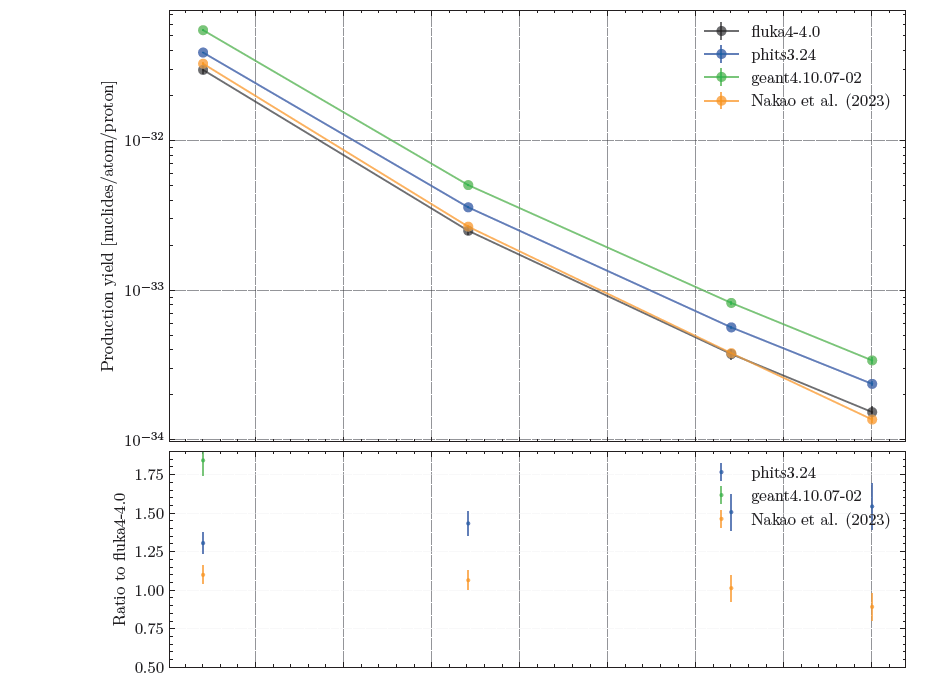 Production yield [nuclides/atom/proton]
10⁻³²
10⁻³³
10⁻³⁴
fluka4-4.0
phits3.24
geant4.10.07-02
Nakao et al. (2023)
Ratio to fluka4-4.0
1.75
1.50
1.25
1.00
0.75
0.50
phits3.24
geant4.10.07-02
Nakao et al. (2023)